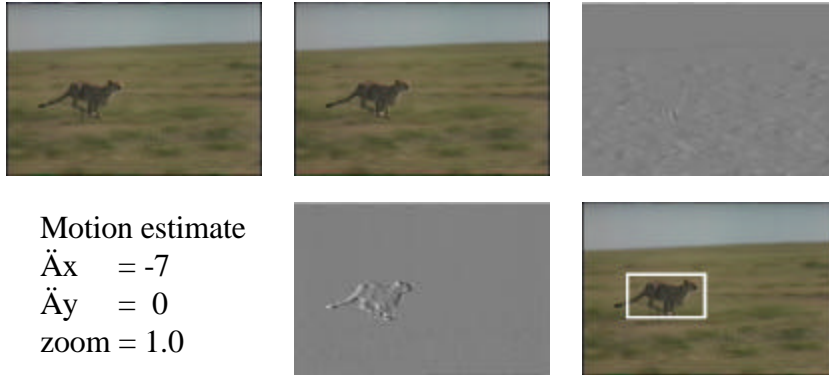 Motion estimate
Äx = -7
Äy = 0
zoom = 1.0